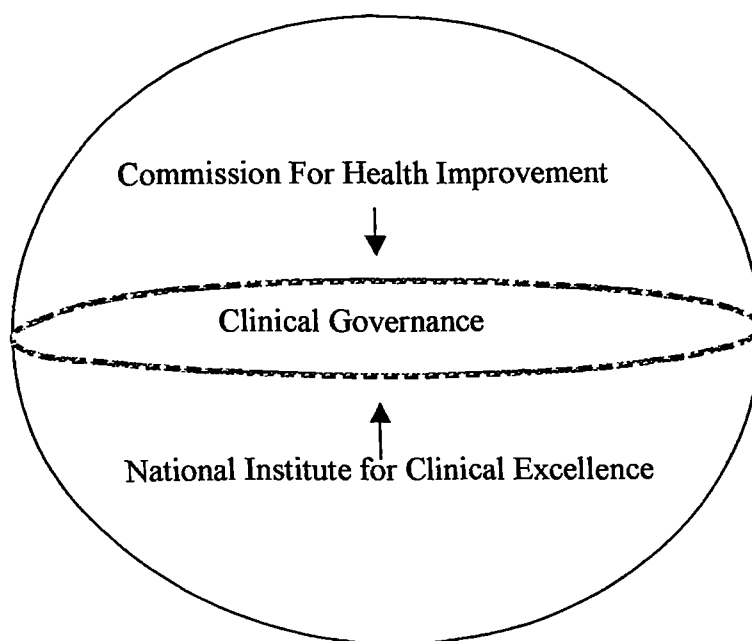 Commission For Health Improvement
Clinical Governance
National Institute for Clinical Excellence